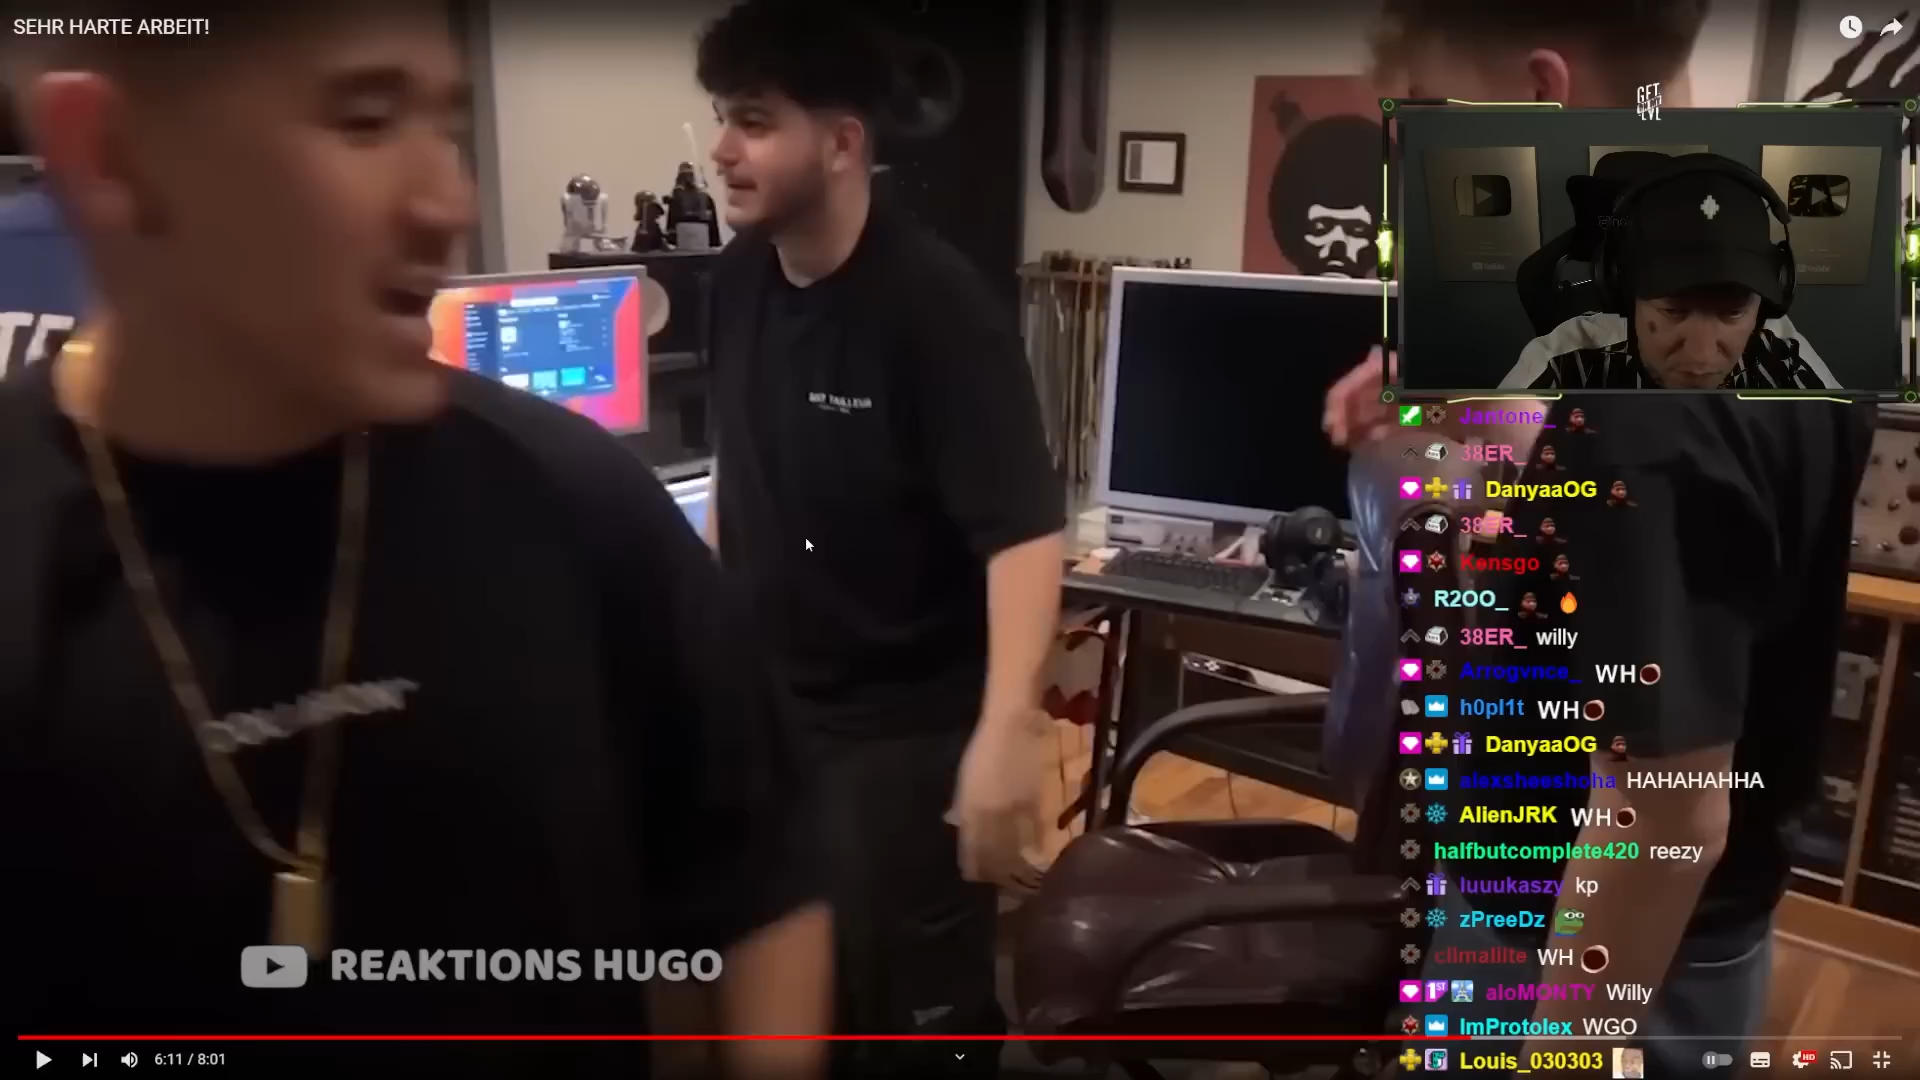 SEHR HARTE ARBEIT!
GET
LVL
Jantone_
38ER_
DanyaaOG
38ER_
Kensgo
R2OO_
38ER_ willy
Arrogvnce_ WH
h0pl1t WH
DanyaaOG
alexsheeshoha HAHAHAHHA
AlienJRK WH
halfbutcomplete420 reezy
luuukaszy kp
zPreeDz
WH
1ST aloMONTY Willy
ImProtolex WGO
Louis_030303
REAKTIONS HUGO
6:11 / 8:01
HD